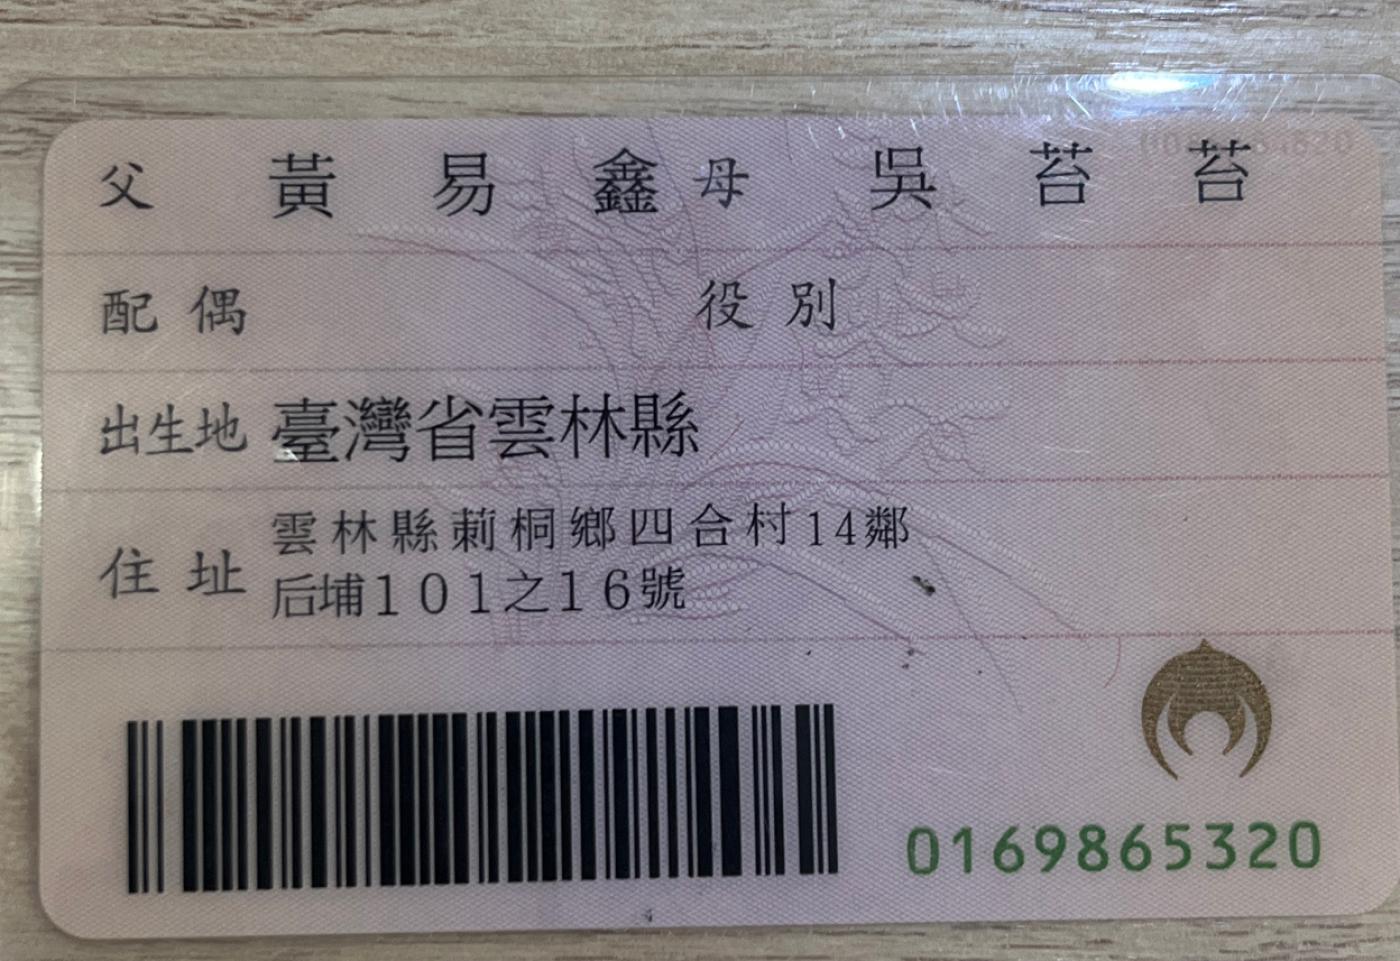 父 黃 易 鑫 母 吳 苔 苔
配偶 役別
出生地 臺灣省雲林縣
住址 雲林縣莿桐鄉四合村14鄰
后埔101之16號
0169865320